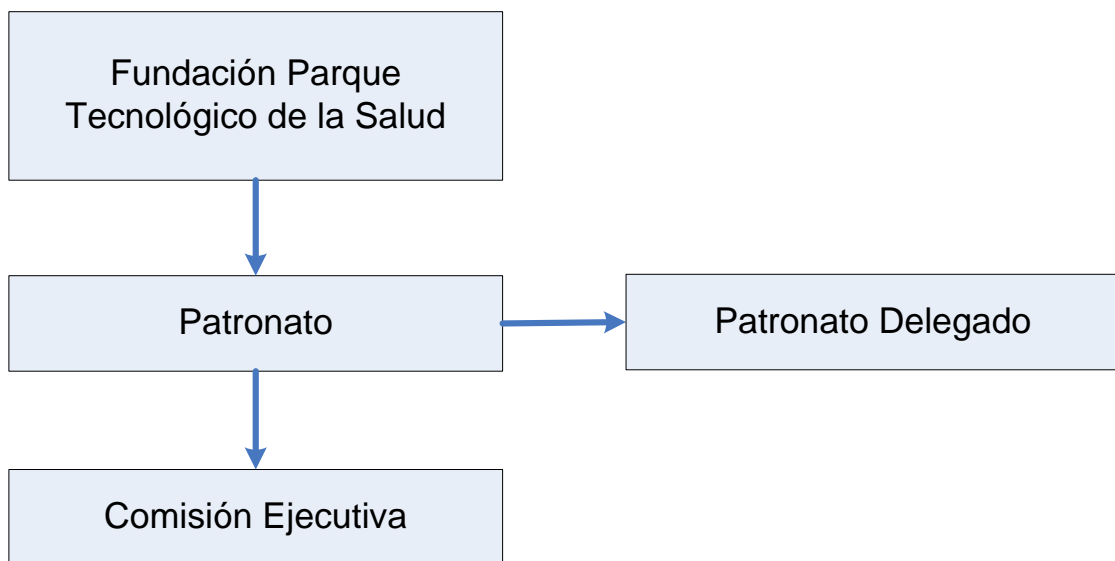 Fundación Parque
Tecnológico de la Salud
Patronato
Patronato Delegado
Comisión Ejecutiva